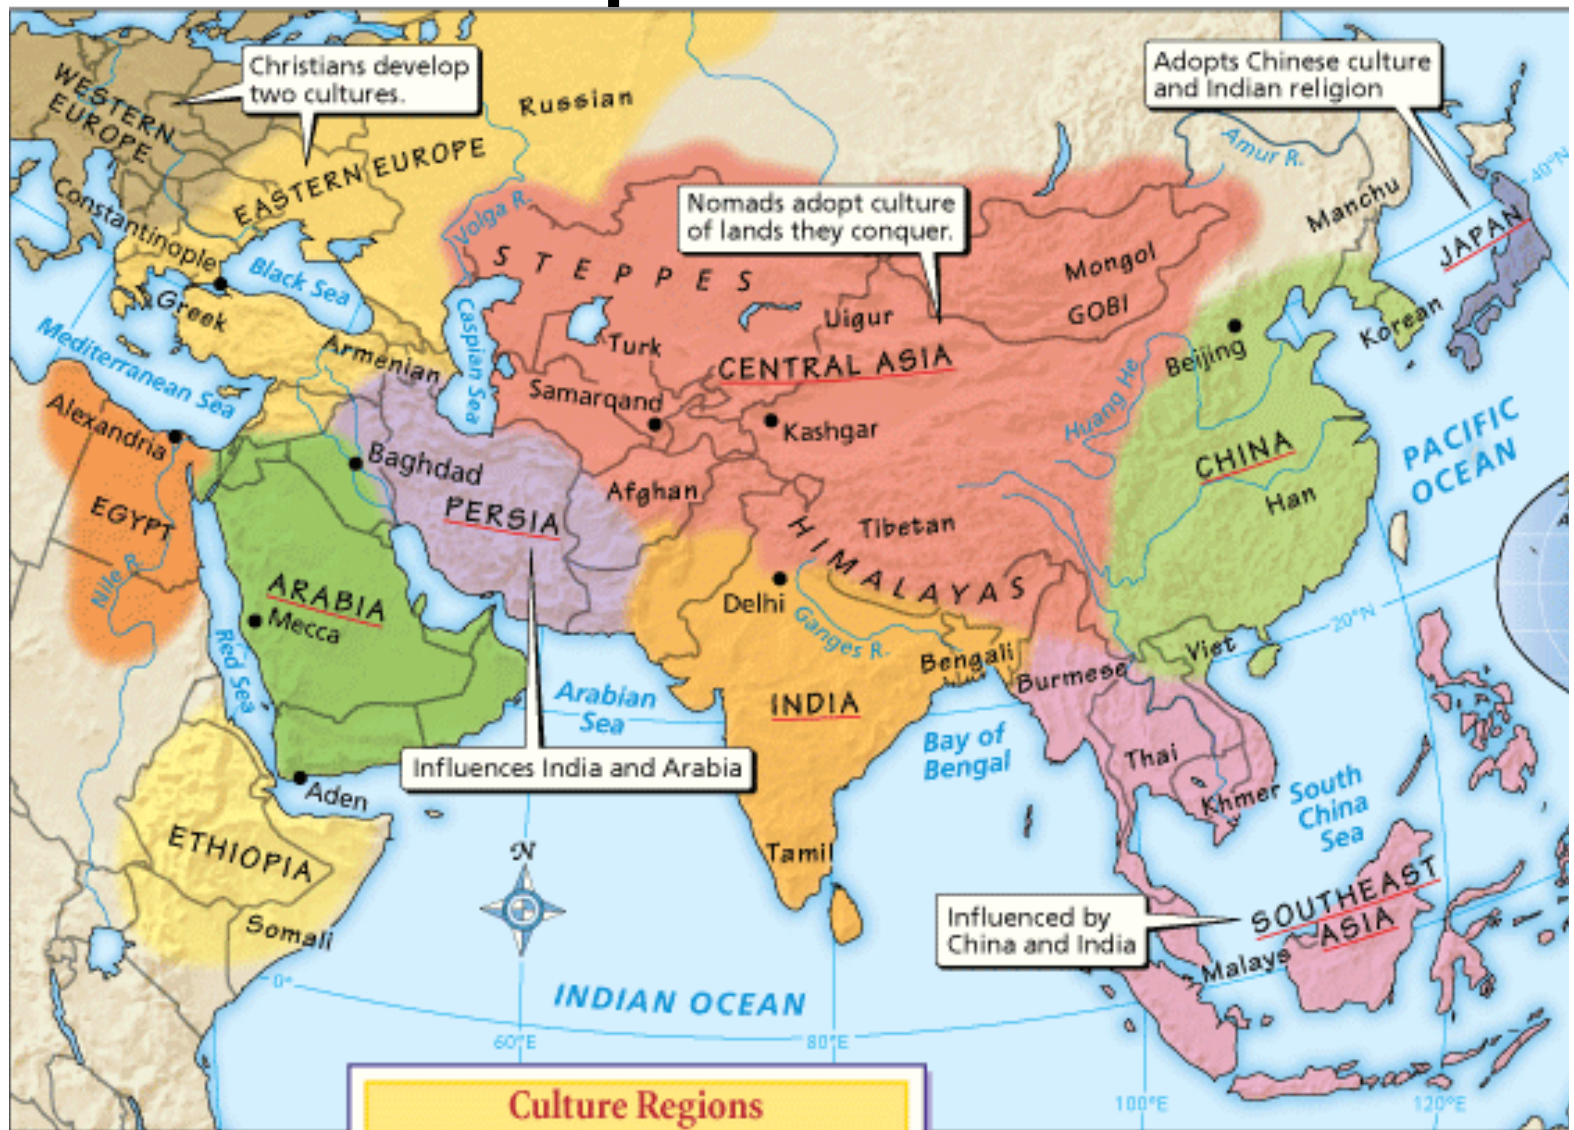 Christians develop
two cultures.
Adopts Chinese culture
and Indian religion
WESTERN
EUROPE
Russian
EASTERN EUROPE
Amur R.
40°N
Constantinople
Volga R.
Nomads adopt culture
of lands they conquer.
Manchu
JAPAN
Black Sea
STEPPES
Mongol
GOBI
Greek
Caspian Sea
Uigur
Korean
Mediterranean Sea
Armenian
Turk
CENTRAL ASIA
Beijing
Samarqand
Huang He
Alexandria
Kashgar
PACIFIC
OCEAN
Baghdad
CHINA
Afghan
PERSIA
EGYPT
Tibetan
Han
HIMALAYAS
Nile R.
ARABIA
Delhi
Mecca
Ganges R.
20°N
Red Sea
Bengali
Viet
Burmese
Arabian
Sea
INDIA
Bay of
Bengal
Thai
Influences India and Arabia
Aden
Khmer
South
China
Sea
ETHIOPIA
N
Tamil
SOUTHEAST
ASIA
Influenced by
China and India
Somali
Malays
0°
INDIAN OCEAN
60°E
80°E
100°E
120°E
Culture Regions